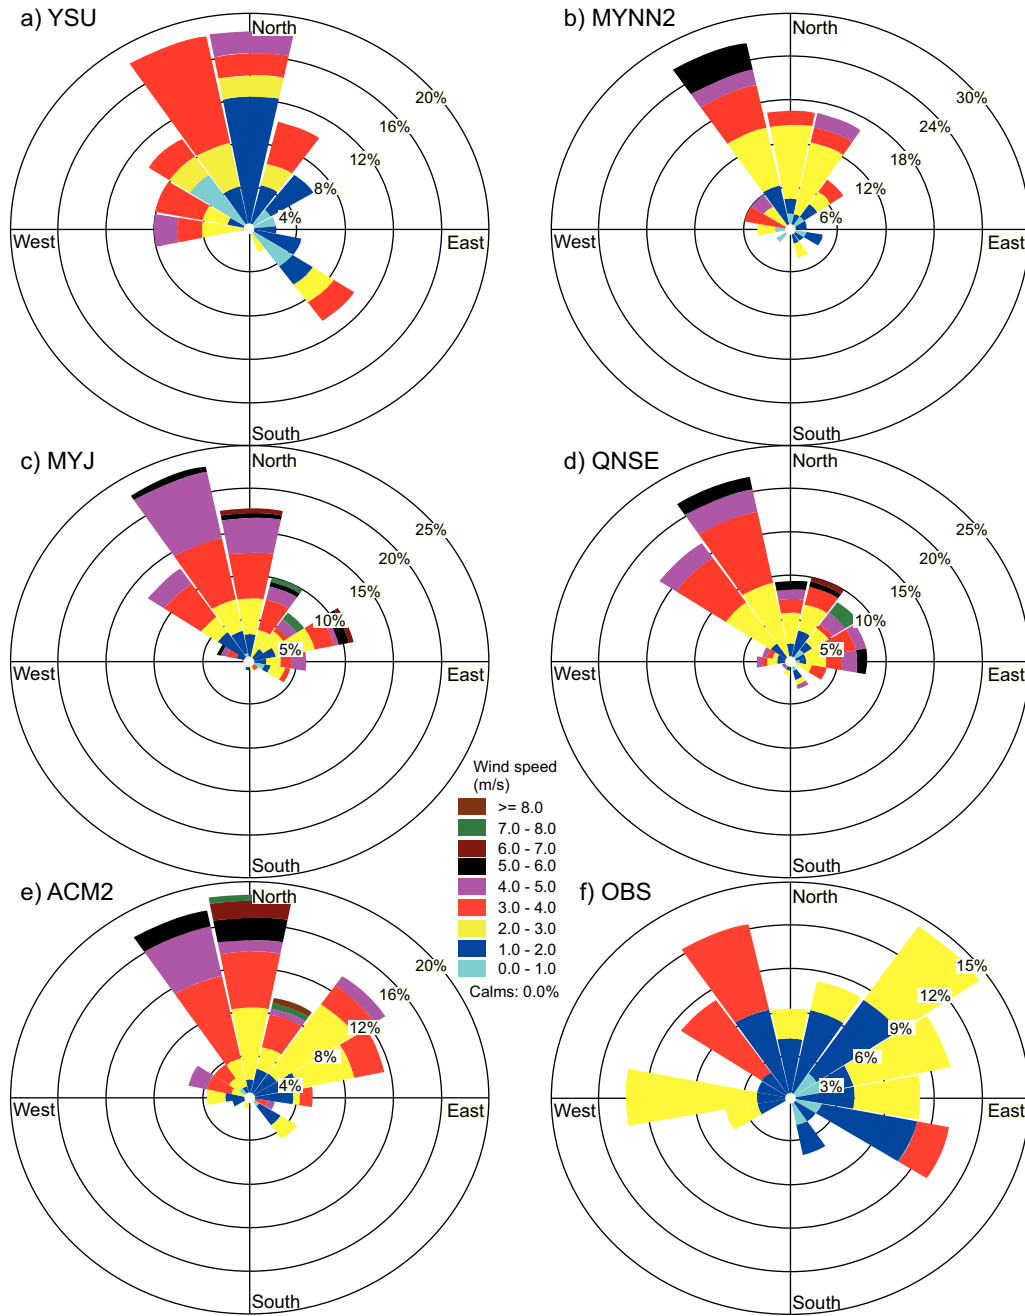 a) YSU
North
20%
16%
12%
8%
4%
West
East
South
b) MYNN2
North
30%
24%
18%
12%
6%
West
East
South
c) MYJ
North
25%
20%
15%
10%
5%
West
East
South
d) QNSE
North
25%
20%
15%
10%
5%
West
East
South
Wind speed
(m/s)
>= 8.0
7.0 - 8.0
6.0 - 7.0
5.0 - 6.0
4.0 - 5.0
3.0 - 4.0
2.0 - 3.0
1.0 - 2.0
0.0 - 1.0
Calms: 0.0%
e) ACM2
North
20%
16%
12%
8%
4%
West
East
South
f) OBS
North
15%
12%
9%
6%
3%
West
East
South